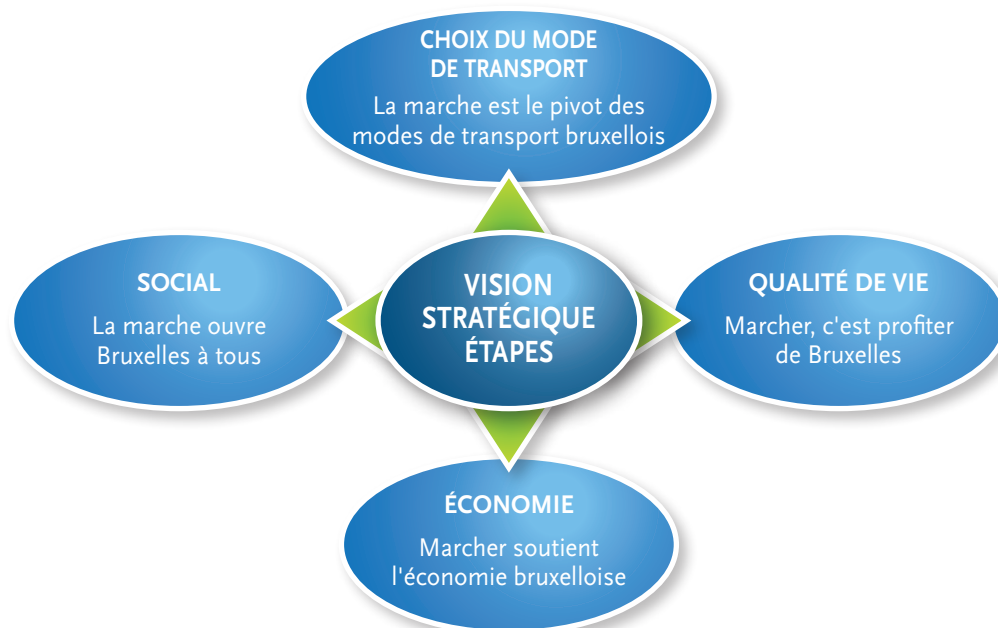 CHOIX DU MODE
DE TRANSPORT
La marche est le pivot des
modes de transport bruxellois
SOCIAL
La marche ouvre
Bruxelles à tous
VISION
STRATÉGIQUE
ÉTAPES
QUALITÉ DE VIE
Marcher, c'est profiter
de Bruxelles
ÉCONOMIE
Marcher soutient
l'économie bruxelloise